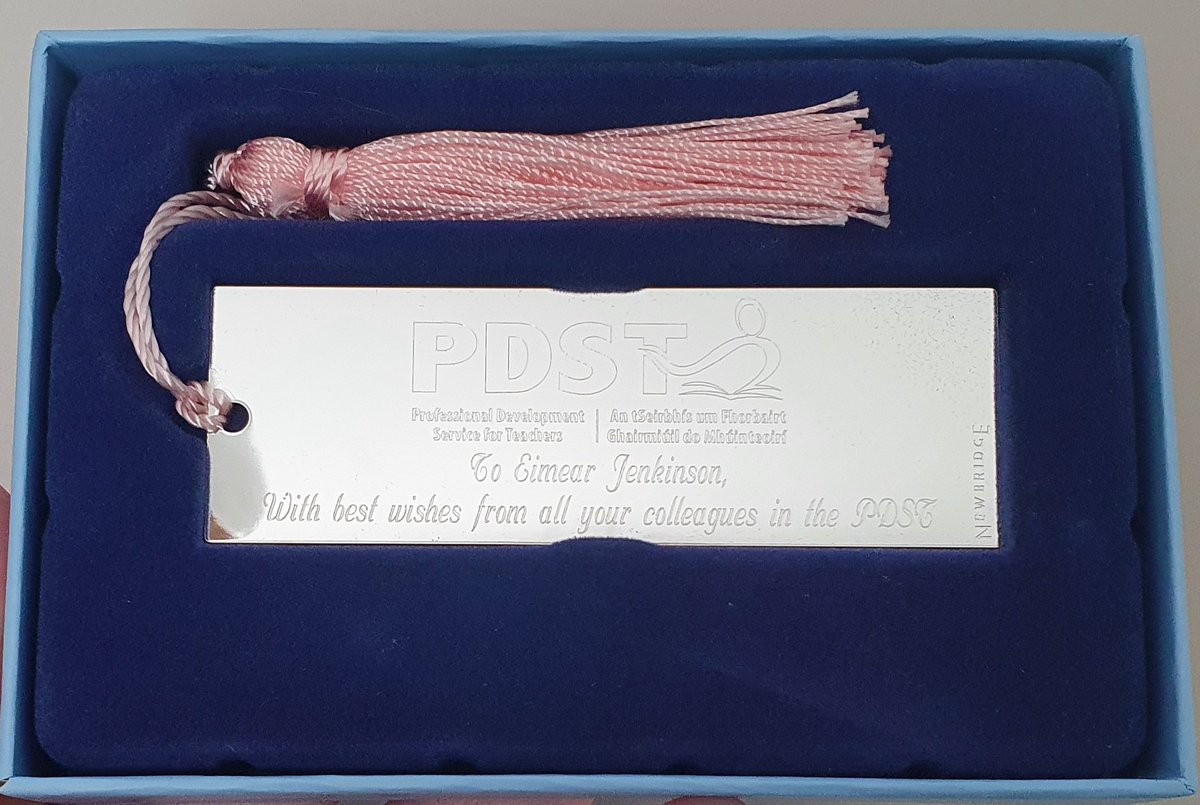 PDST
Professional Development
Service for Teachers
An tSeirbhís um Fhorbairt
Ghairmiúil do Mhúinteoirí
To Eimear Jenkinson,
With best wishes from all your colleagues in the PDST
NEWBRIDGE